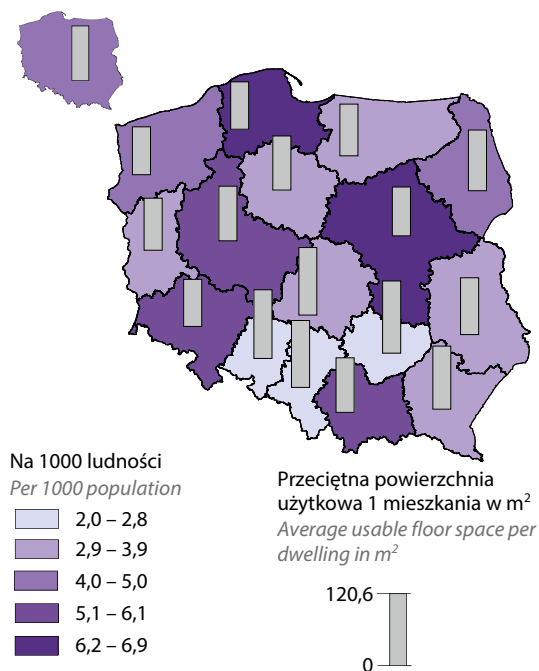 Na 1000 ludności
Per 1000 population
2,0 – 2,8
2,9 – 3,9
4,0 – 5,0
5,1 – 6,1
6,2 – 6,9
Przeciętna powierzchnia
użytkowa 1 mieszkania w m²
Average usable floor space per
dwelling in m²
120,6
0